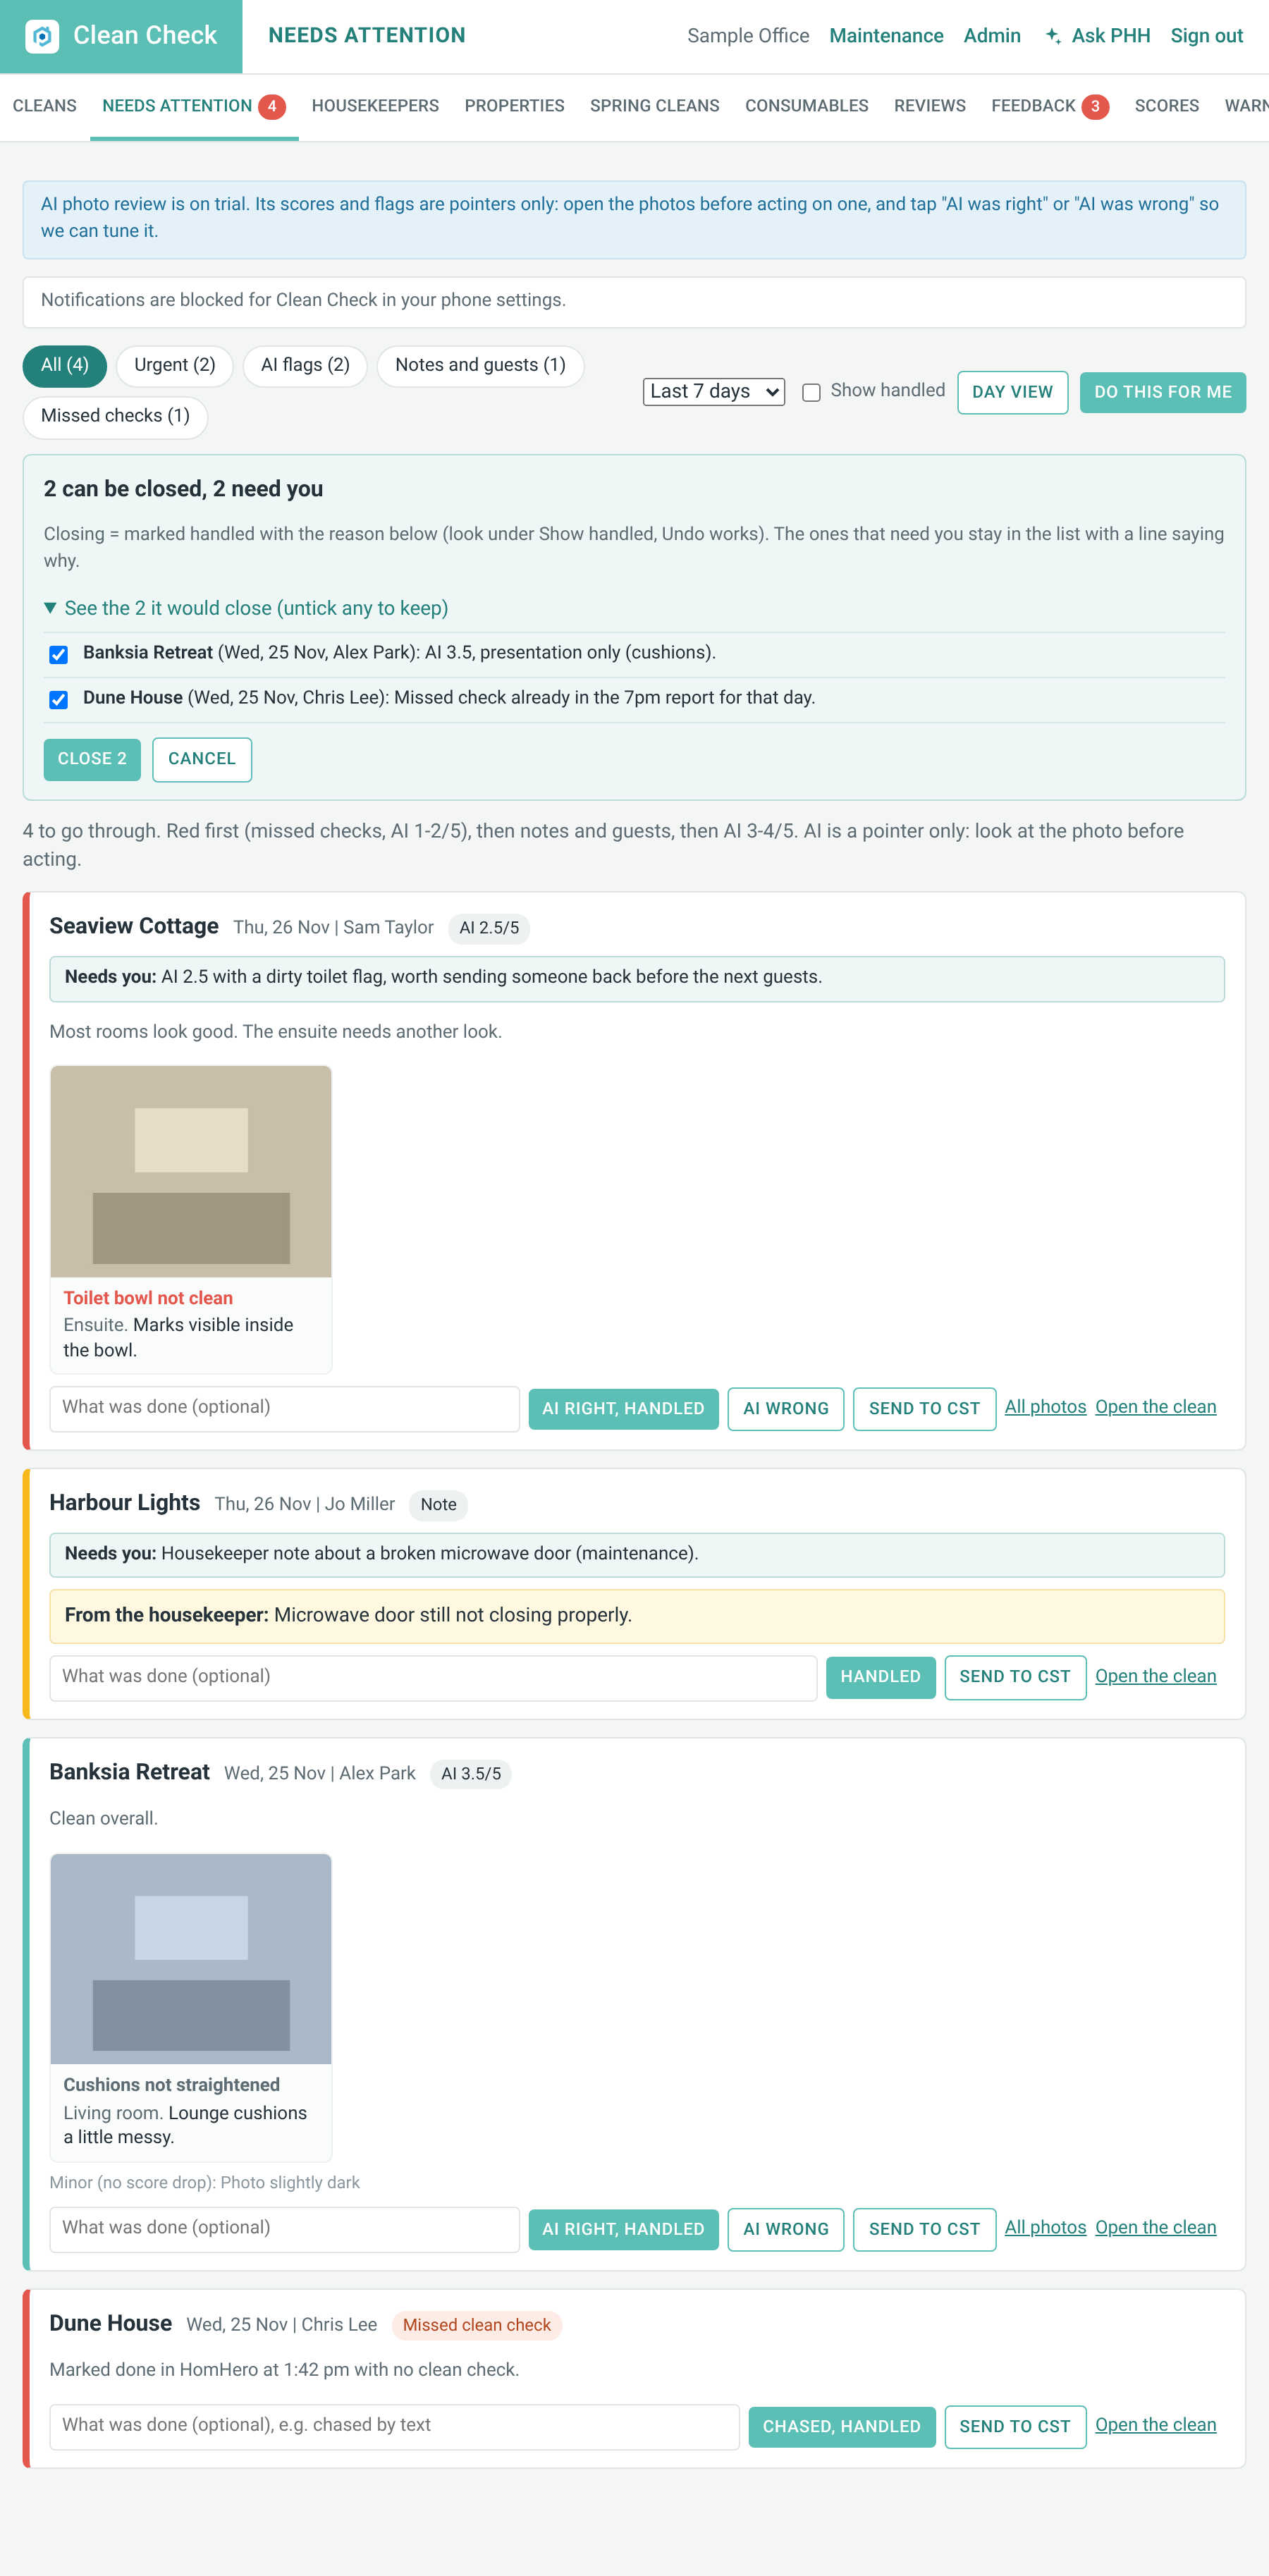 Clean Check
NEEDS ATTENTION
Sample Office Maintenance Admin Ask PHH Sign out
CLEANS NEEDS ATTENTION 4 HOUSEKEEPERS PROPERTIES SPRING CLEANS CONSUMABLES REVIEWS FEEDBACK 3 SCORES WARN
AI photo review is on trial. Its scores and flags are pointers only: open the photos before acting on one, and tap "AI was right" or "AI was wrong" so
we can tune it.
Notifications are blocked for Clean Check in your phone settings.
All (4) Urgent (2) AI flags (2) Notes and guests (1)
Missed checks (1)
Last 7 days Show handled DAY VIEW DO THIS FOR ME
2 can be closed, 2 need you
Closing = marked handled with the reason below (look under Show handled, Undo works). The ones that need you stay in the list with a line saying
why.
▼ See the 2 it would close (untick any to keep)
Banksia Retreat (Wed, 25 Nov, Alex Park): AI 3.5, presentation only (cushions).
Dune House (Wed, 25 Nov, Chris Lee): Missed check already in the 7pm report for that day.
CLOSE 2 CANCEL
4 to go through. Red first (missed checks, AI 1-2/5), then notes and guests, then AI 3-4/5. AI is a pointer only: look at the photo before
acting.
Seaview Cottage Thu, 26 Nov | Sam Taylor AI 2.5/5
Needs you: AI 2.5 with a dirty toilet flag, worth sending someone back before the next guests.
Most rooms look good. The ensuite needs another look.
Toilet bowl not clean
Ensuite. Marks visible inside
the bowl.
What was done (optional) AI RIGHT, HANDLED AI WRONG SEND TO CST All photos Open the clean
Harbour Lights Thu, 26 Nov | Jo Miller Note
Needs you: Housekeeper note about a broken microwave door (maintenance).
From the housekeeper: Microwave door still not closing properly.
What was done (optional) HANDLED SEND TO CST Open the clean
Banksia Retreat Wed, 25 Nov | Alex Park AI 3.5/5
Clean overall.
Cushions not straightened
Living room. Lounge cushions
a little messy.
Minor (no score drop): Photo slightly dark
What was done (optional) AI RIGHT, HANDLED AI WRONG SEND TO CST All photos Open the clean
Dune House Wed, 25 Nov | Chris Lee Missed clean check
Marked done in HomHero at 1:42 pm with no clean check.
What was done (optional), e.g. chased by text CHASED, HANDLED SEND TO CST Open the clean